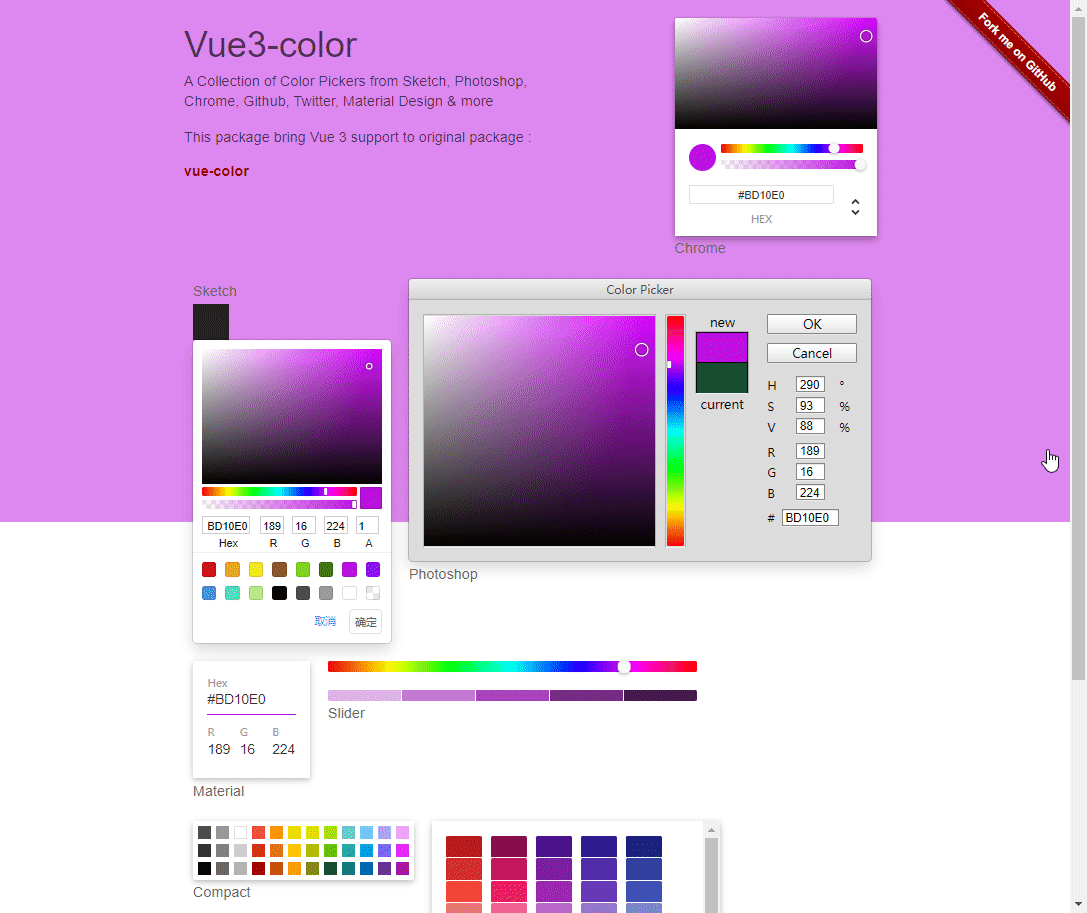 Vue3-color
A Collection of Color Pickers from Sketch, Photoshop,
Chrome, Github, Twitter, Material Design & more
This package bring Vue 3 support to original package :
vue-color
Fork me on GitHub
#BD10E0
HEX
Chrome
Sketch
BD10E0 189 16 224 1
Hex R G B A
取消 确定
Color Picker
new
current
OK
Cancel
H 290 °
S 93 %
V 88 %
R 189
G 16
B 224
# BD10E0
Photoshop
Hex
#BD10E0
R G B
189 16 224
Material
Slider
Compact